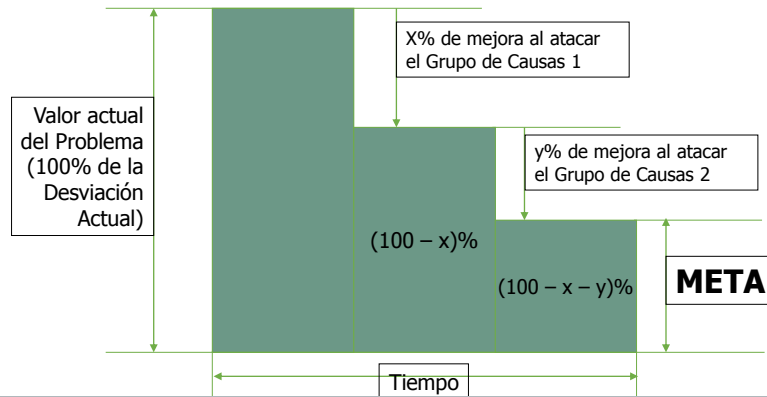 X% de mejora al atacar
el Grupo de Causas 1
Valor actual
del Problema
(100% de la
Desviación
Actual)
y% de mejora al atacar
el Grupo de Causas 2
(100 – x)%
(100 – x – y)%
META
Tiempo